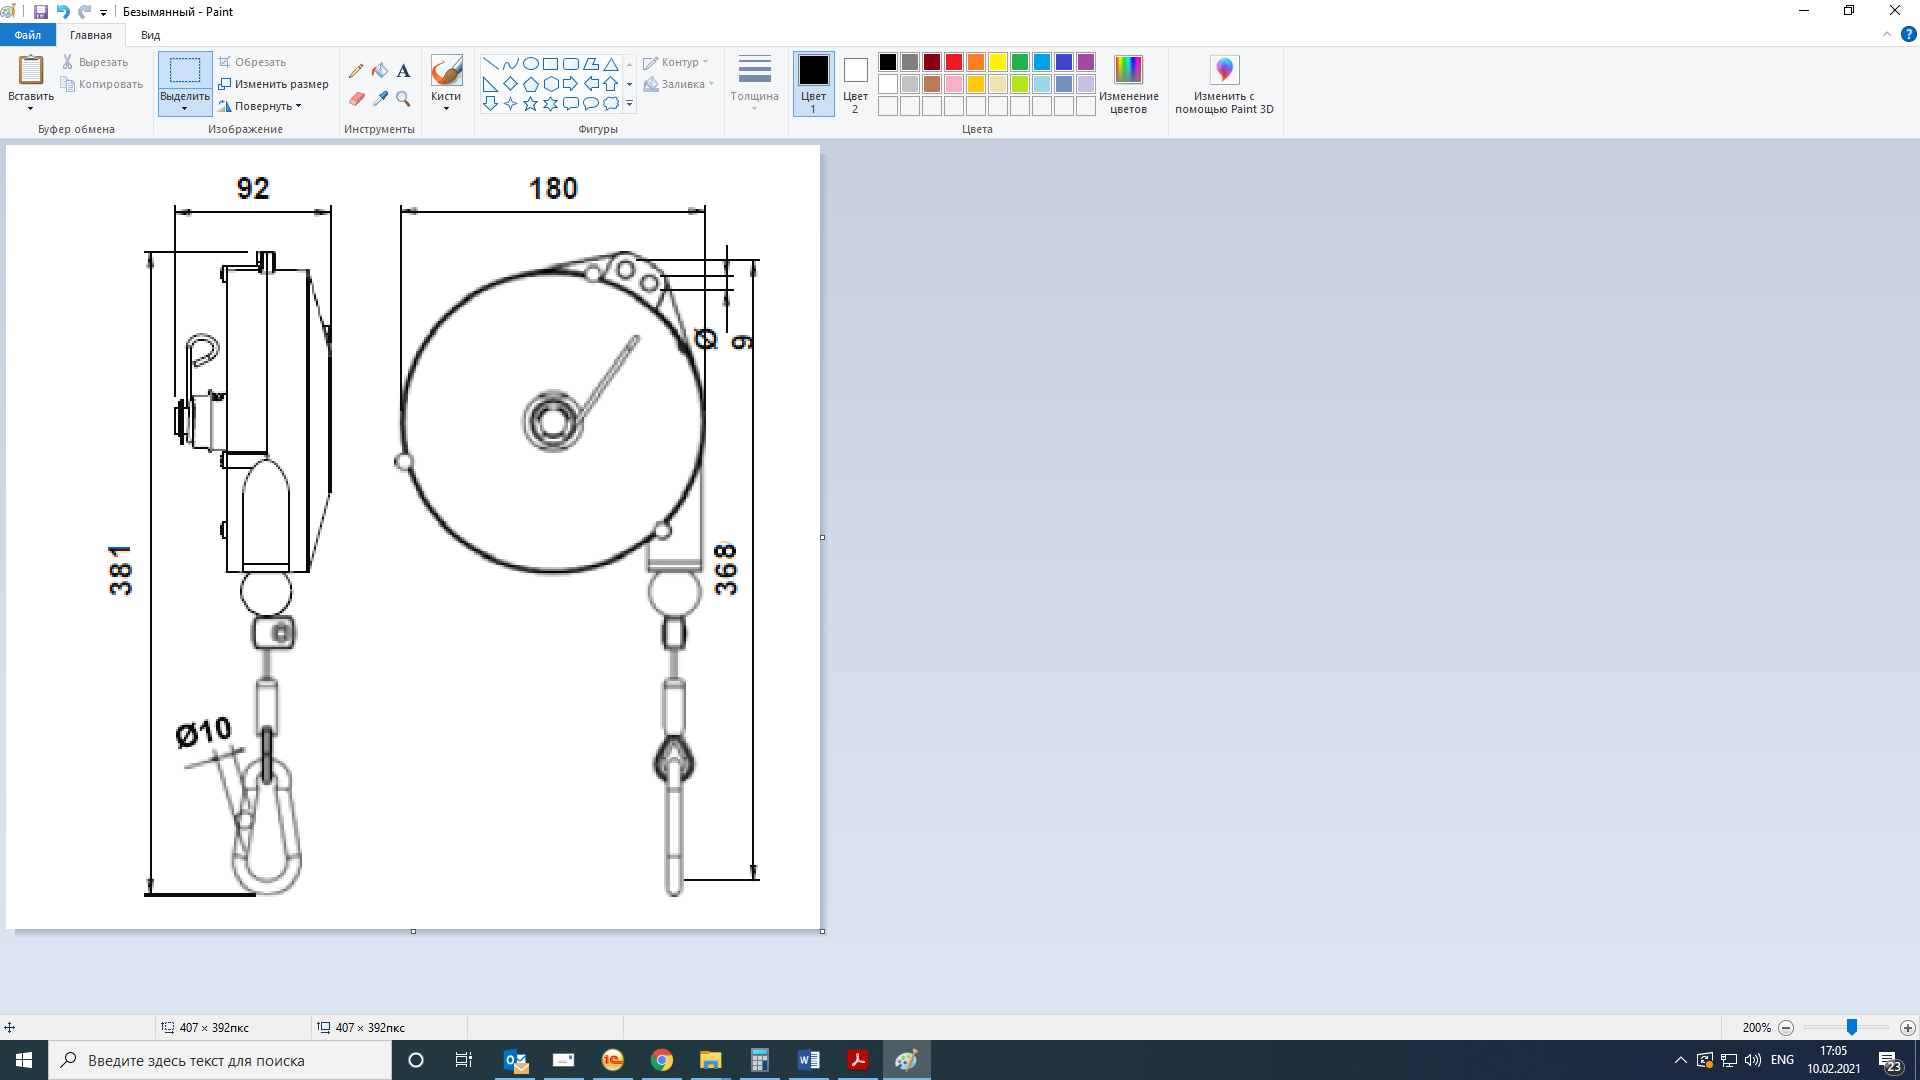 Безымянный - Paint
Файл
Главная
Вид
Вставить
Вырезать
Копировать
Буфер обмена
Выделить
Обрезать
Изменить размер
Повернуть
Изображение
A
Инструменты
Кисти
Контур
Заливка
Фигуры
Толщина
Цвет
1
Цвет
2
Изменение
цветов
Цвета
Изменить с
помощью Paint 3D
92
180
Ø
9
381
368
Ø10
407 × 392пкс
407 × 392пкс
200%
Введите здесь текст для поиска
ENG
17:05
10.02.2021
23